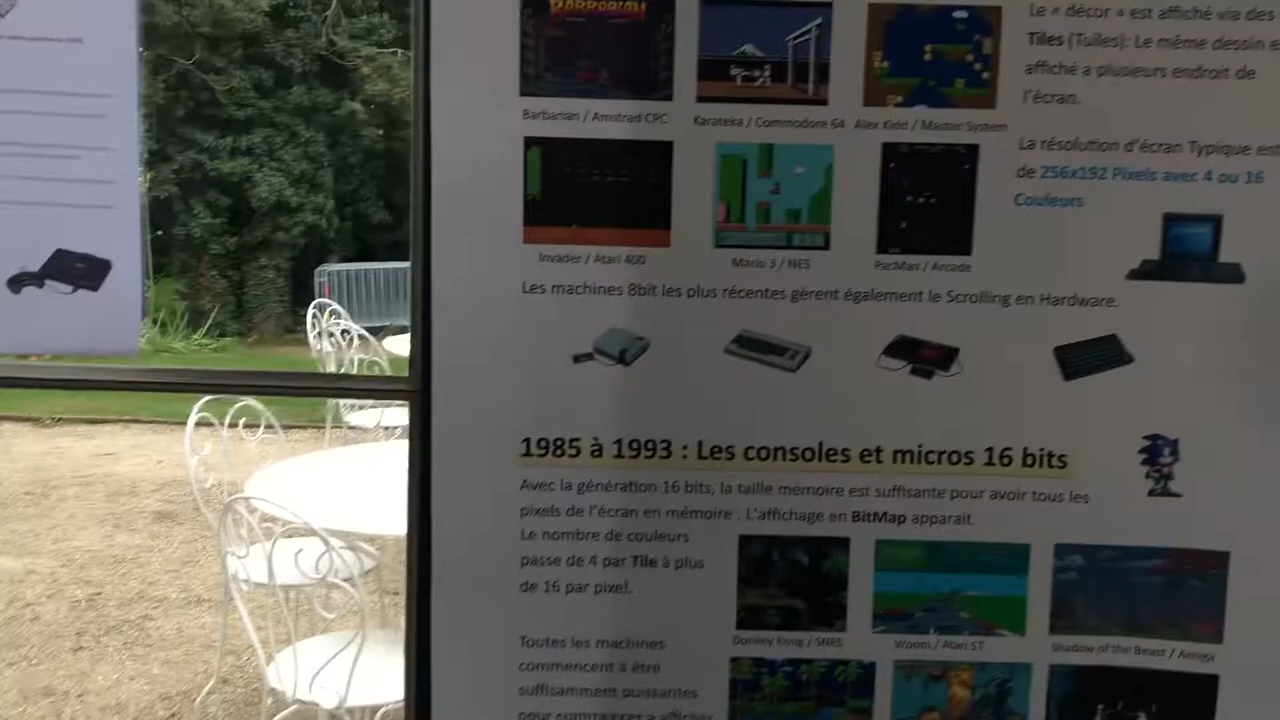 BARBARIAN
Barbarian / Amstrad CPC
Karateka / Commodore 64
Alex Kidd / Master System
Le « décor » est affiché via des
Tiles (Tuiles): Le même dessin e
affiché a plusieurs endroit de
l'écran.
La résolution d'écran Typique est
de 256x192 Pixels avec 4 ou 16
Couleurs
Invader / Atari 400
Mario 3 / NES
PacMan / Arcade
Les machines 8bit les plus récentes gèrent également le Scrolling en Hardware.
1985 à 1993 : Les consoles et micros 16 bits
Avec la génération 16 bits, la taille mémoire est suffisante pour avoir tous les
pixels de l'écran en mémoire . L'affichage en BitMap apparait.
Le nombre de couleurs
passe de 4 par Tile à plus
de 16 par pixel.
Donkey Kong / SNES
Vroom / Atari ST
Shadow of the Beast / Amiga
Toutes les machines
commencent à être
suffisamment puissantes
pour commencer a afficher